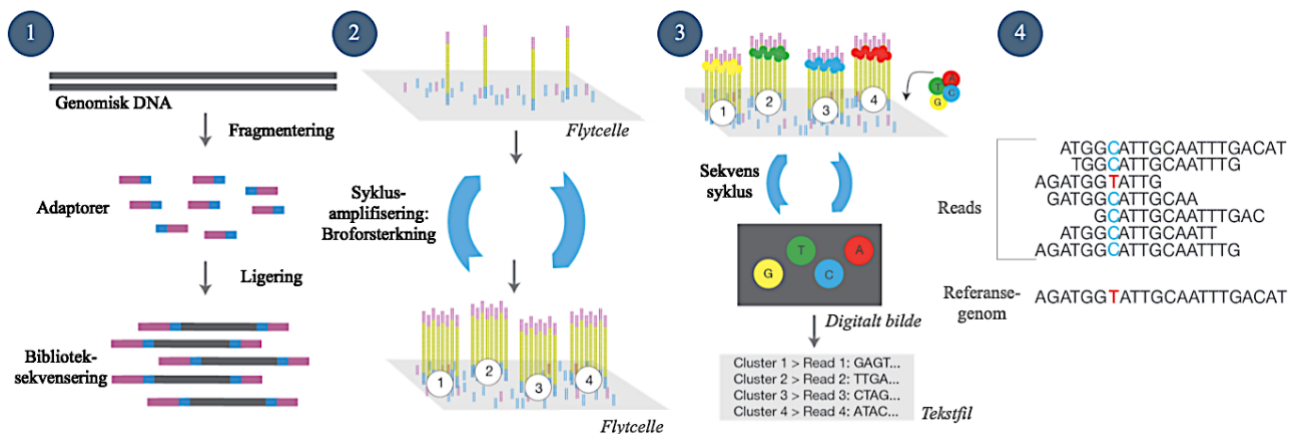 1
Genomisk DNA
Fragmentering
Adaptorer
Ligering
Bibliotek-
sekvensering
2
Flytcelle
Syklus-
amplifisering:
Broforsterkning
1
2
3
4
Flytcelle
3
1
2
3
4
A
T
C
G
Sekvens
syklus
T
A
G
C
Digitalt bilde
Cluster 1 > Read 1: GAGT...
Cluster 2 > Read 2: TTGA...
Cluster 3 > Read 3: CTAG...
Cluster 4 > Read 4: ATAC...
Tekstfil
4
Reads
ATGGCATTGCAATTTGACAT
TGGCATTGCAATTTG
AGATGGTATTG
GATGGCATTGCAA
GCATTGCAATTTGAC
ATGGCATTGCAATT
AGATGGCATTGCAATTTG
Referanse-
genom
AGATGGTATTGCAATTTGACAT